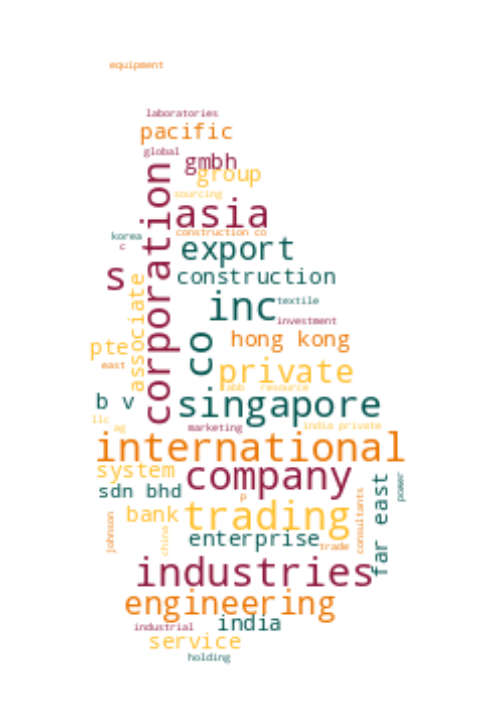 equipment
laboratories
pacific
global
gmbh
group
sourcing
corporation
asia
construction co
korea
c
export
s
construction
associate
inc
textile
investment
co
hong kong
pte
east
private
abb
resource
b v
singapore
llc
ag
marketing
india private
international
system
company
sdn bhd
p
far east
power
johnson
bank
trading
consultants
china
enterprise
trade
industries
engineering
industrial
india
service
holding